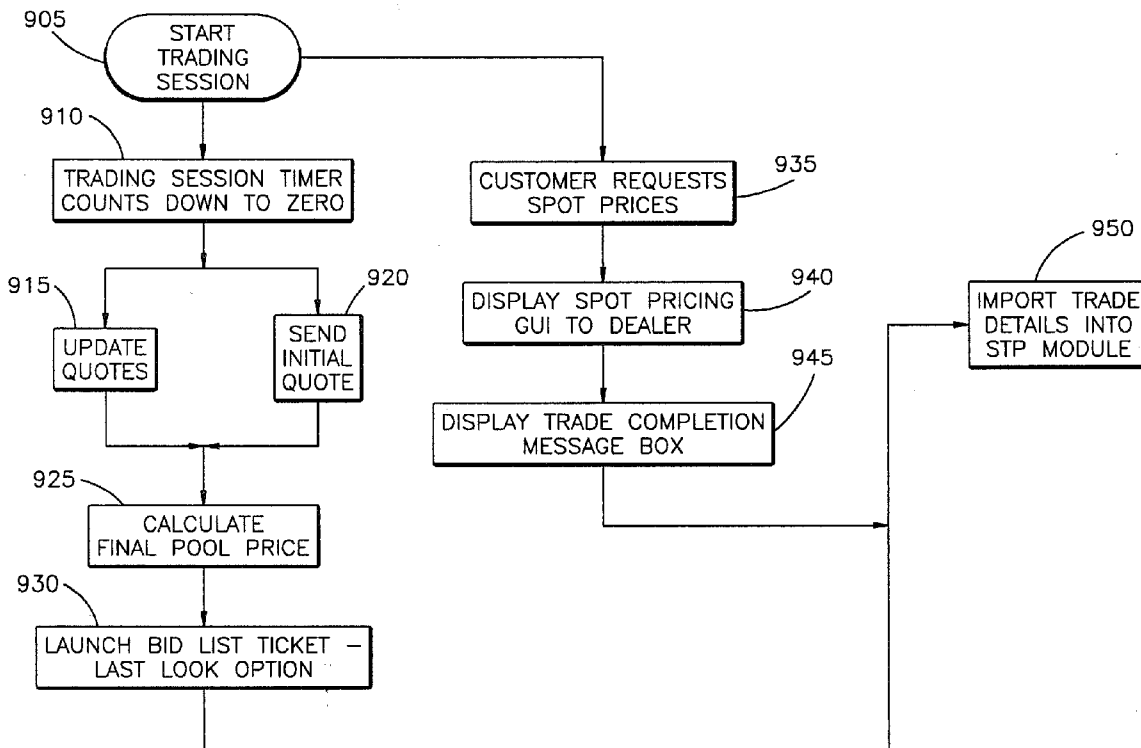 905
START
TRADING
SESSION
910
TRADING SESSION TIMER
COUNTS DOWN TO ZERO
915
UPDATE
QUOTES
920
SEND
INITIAL
QUOTE
925
CALCULATE
FINAL POOL PRICE
930
LAUNCH BID LIST TICKET –
LAST LOOK OPTION
935
CUSTOMER REQUESTS
SPOT PRICES
940
DISPLAY SPOT PRICING
GUI TO DEALER
945
DISPLAY TRADE COMPLETION
MESSAGE BOX
950
IMPORT TRADE
DETAILS INTO
STP MODULE